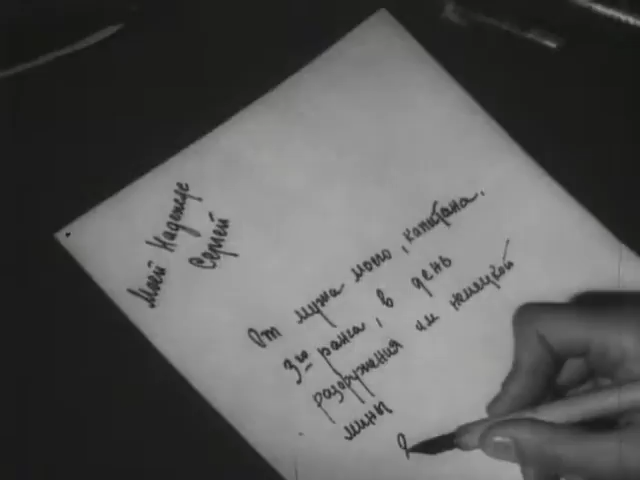 Моей Надежде
Сергей
От мужа моего, капитана.
3го ранга, в день
разоружения им немецкой
мины